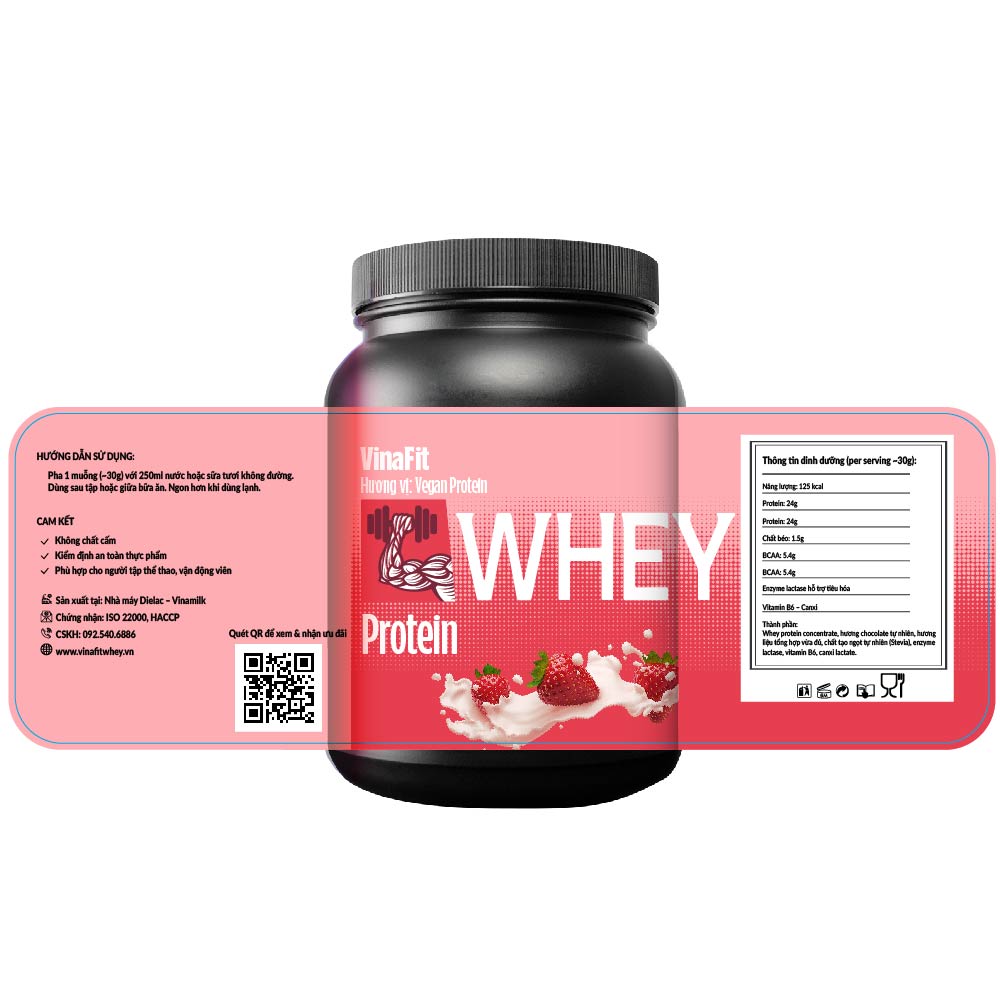 HƯỚNG DẪN SỬ DỤNG:
Pha 1 muỗng (~30g) với 250ml nước hoặc sữa tươi không đường.
Dùng sau tập hoặc giữa bữa ăn. Ngon hơn khi dùng lạnh.
CAM KẾT
Không chất cấm
Kiểm định an toàn thực phẩm
Phù hợp cho người tập thể thao, vận động viên
Sản xuất tại: Nhà máy Dielac – Vinamilk
Chứng nhận: ISO 22000, HACCP
CSKH: 092.540.6886
www.vinafitwhey.vn
Quét QR để xem & nhận ưu đãi
VinaFit
Hương vị: Vegan Protein
WHEY
Protein
Thông tin dinh dưỡng (per serving ~30g):
Năng lượng: 125 kcal
Protein: 24g
Protein: 24g
Chất béo: 1.5g
BCAA: 5.4g
BCAA: 5.4g
Enzyme lactase hỗ trợ tiêu hóa
Vitamin B6 – Canxi
Thành phần:
Whey protein concentrate, hương chocolate tự nhiên, hương
liệu tổng hợp vừa đủ, chất tạo ngọt tự nhiên (Stevia), enzyme
lactase, vitamin B6, canxi lactate.